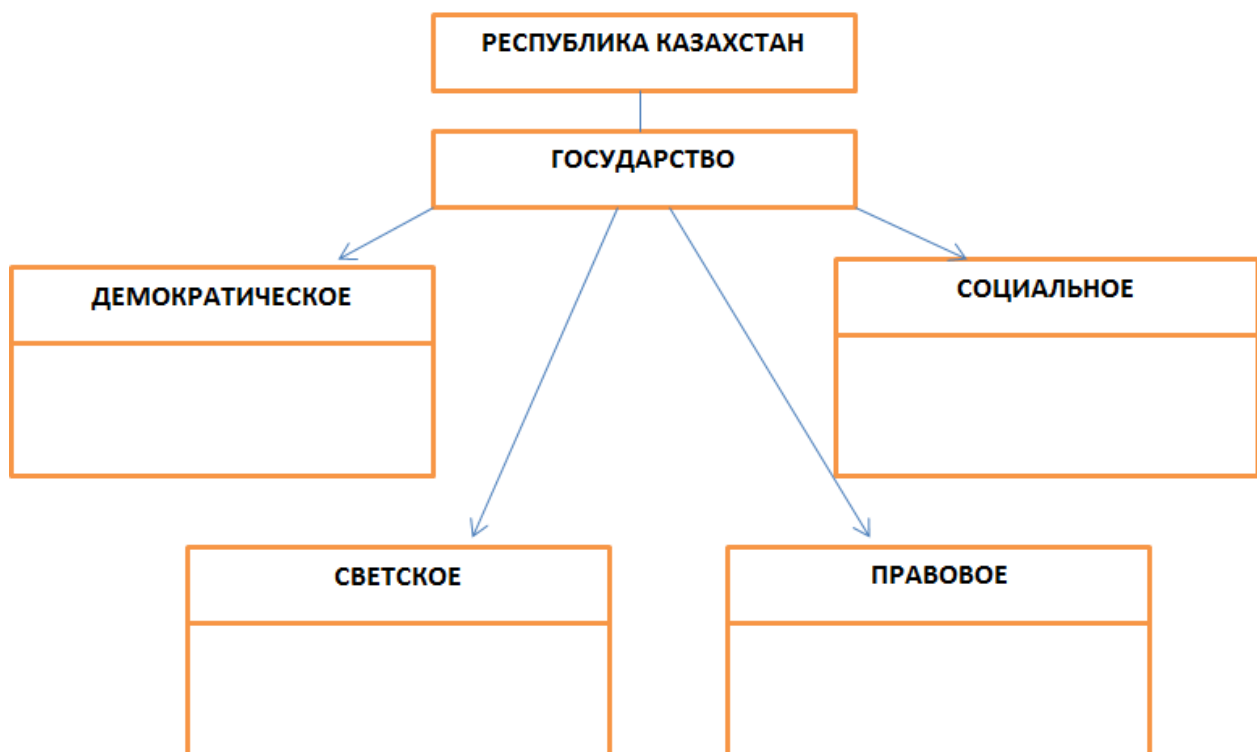 РЕСПУБЛИКА КАЗАХСТАН
ГОСУДАРСТВО
ДЕМОКРАТИЧЕСКОЕ
СОЦИАЛЬНОЕ
СВЕТСКОЕ
ПРАВОВОЕ